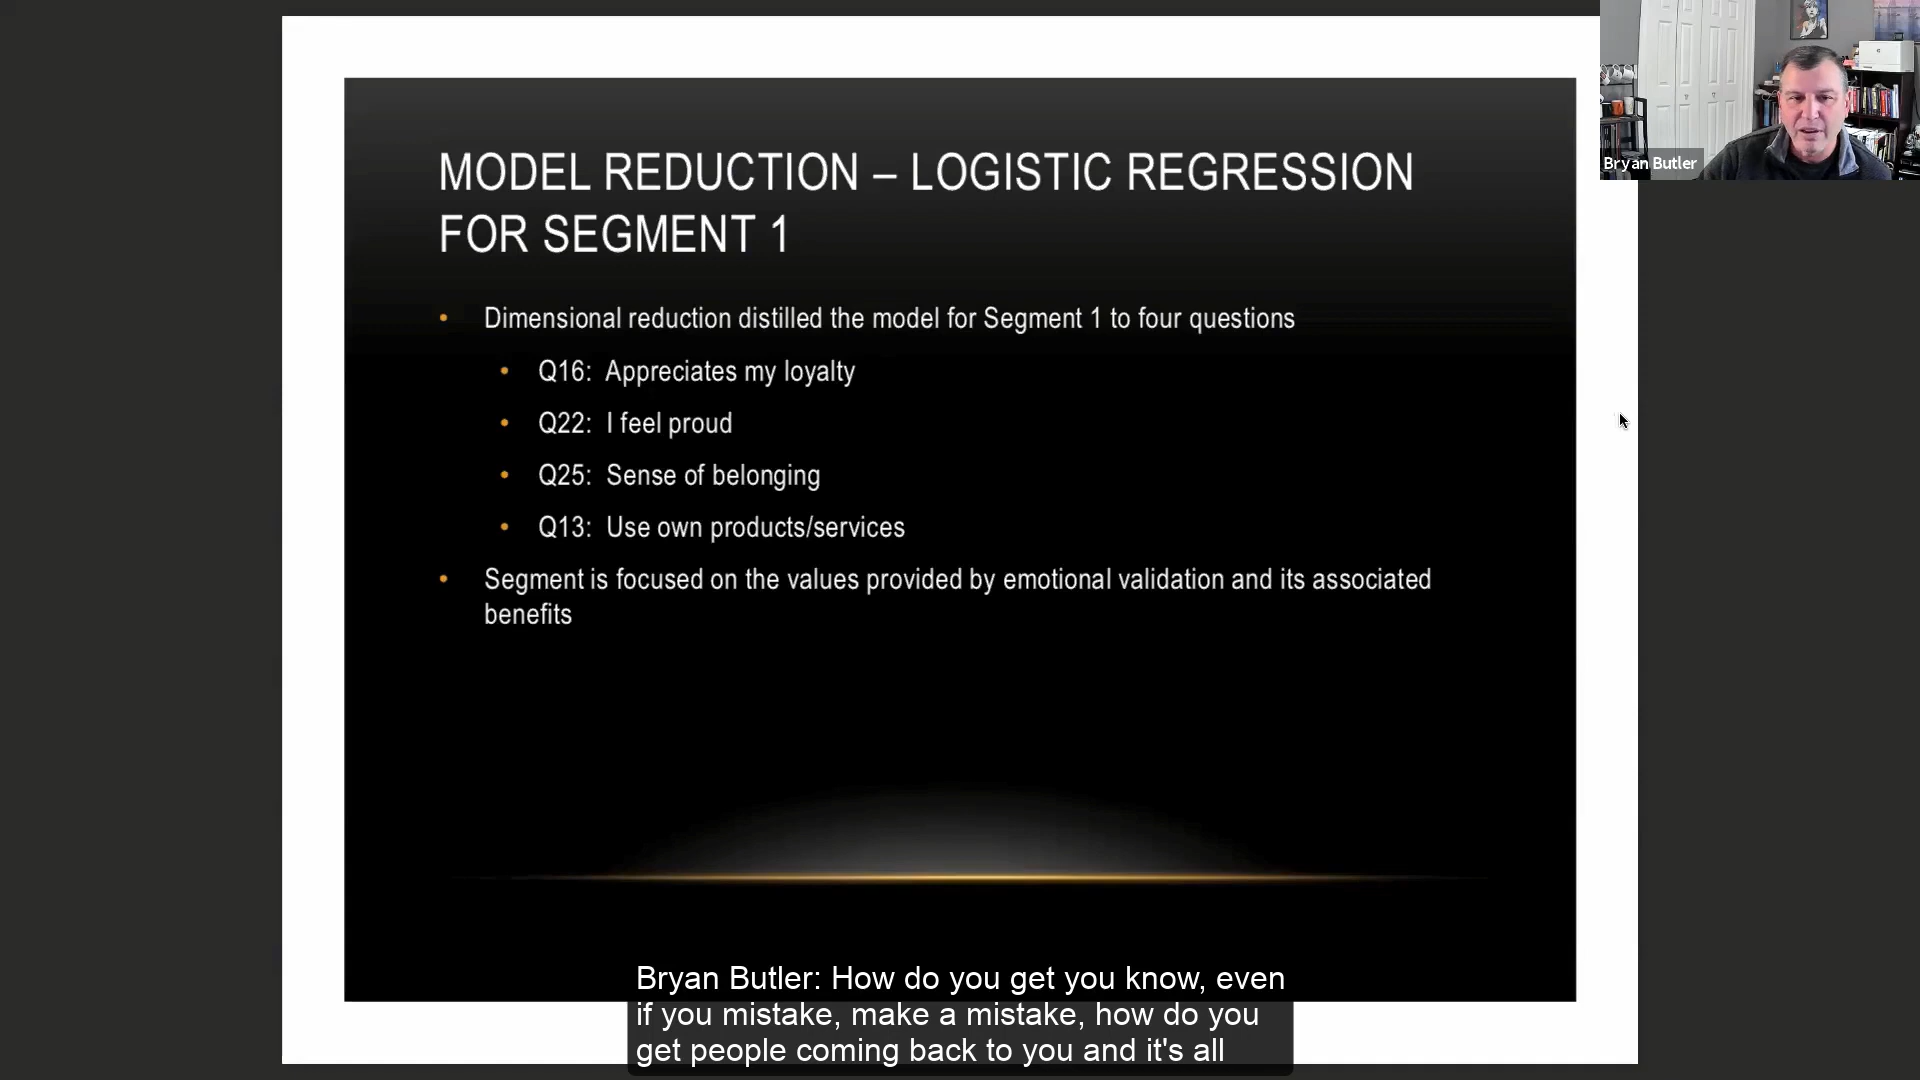 MODEL REDUCTION – LOGISTIC REGRESSION
FOR SEGMENT 1
• Dimensional reduction distilled the model for Segment 1 to four questions
• Q16: Appreciates my loyalty
• Q22: I feel proud
• Q25: Sense of belonging
• Q13: Use own products/services
• Segment is focused on the values provided by emotional validation and its associated
benefits
Bryan Butler
Bryan Butler: How do you get you know, even
if you mistake, make a mistake, how do you
get people coming back to you and it's all